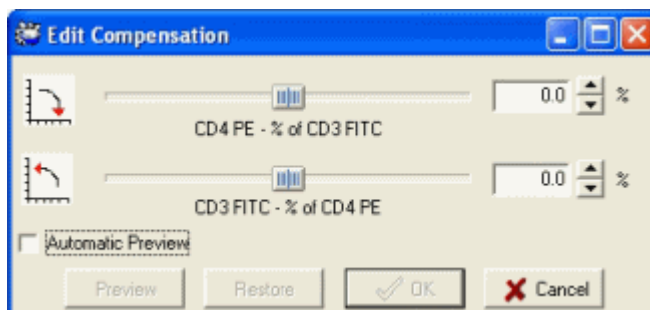 Edit Compensation
0.0 %
CD4 PE - % of CD3 FITC
0.0 %
CD3 FITC - % of CD4 PE
Automatic Preview
Preview Restore OK Cancel